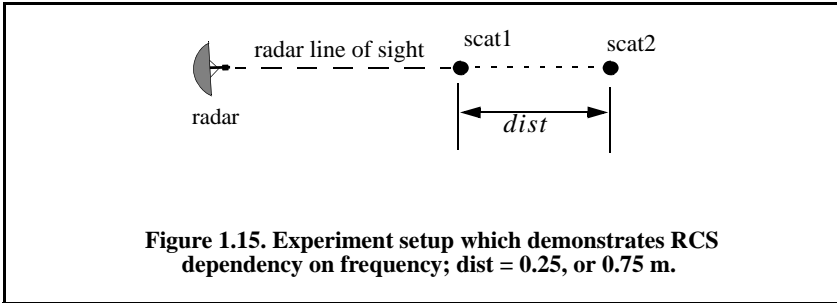 scat1
scat2
radar line of sight
radar
dist
Figure 1.15. Experiment setup which demonstrates RCS
dependency on frequency; dist = 0.25, or 0.75 m.